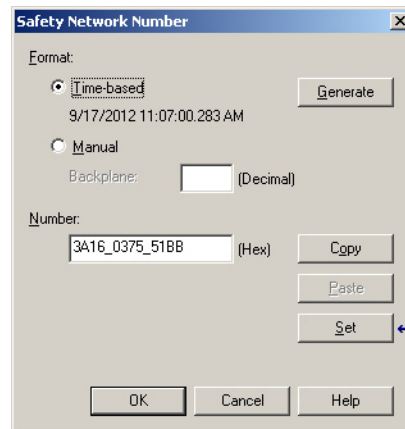 Safety Network Number
Format:
Time-based
Generate
9/17/2012 11:07:00.283 AM
Manual
Backplane:
(Decimal)
Number:
3A16_0375_51BB
(Hex)
Copy
Paste
Set
OK
Cancel
Help